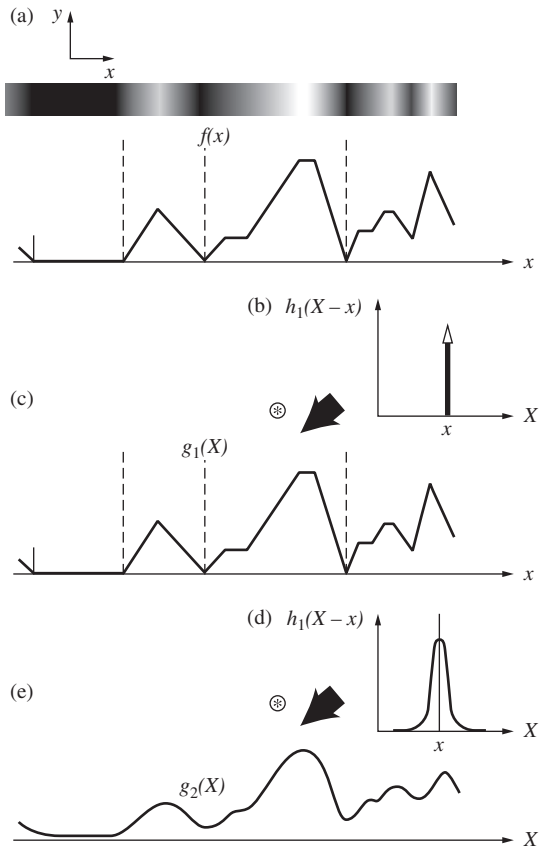 (a)
y
x
f(x)
x
(b) h₁(X – x)
x
X
(c)
⊛
g₁(X)
x
(d) h₁(X – x)
x
X
(e)
⊛
g₂(X)
X